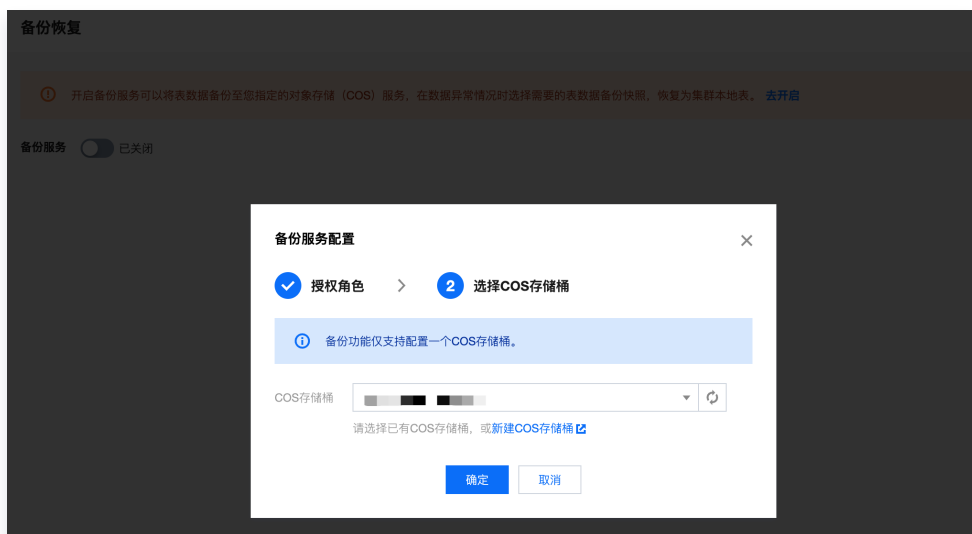 备份恢复
开启备份服务可以将表数据备份至您指定的对象存储（COS）服务，在数据异常情况时选择需要的表数据备份快照，恢复为集群本地表。 去开启
备份服务 已关闭
备份服务配置
授权角色 2 选择COS存储桶
备份功能仅支持配置一个COS存储桶。
COS存储桶
请选择已有COS存储桶，或新建COS存储桶
确定 取消